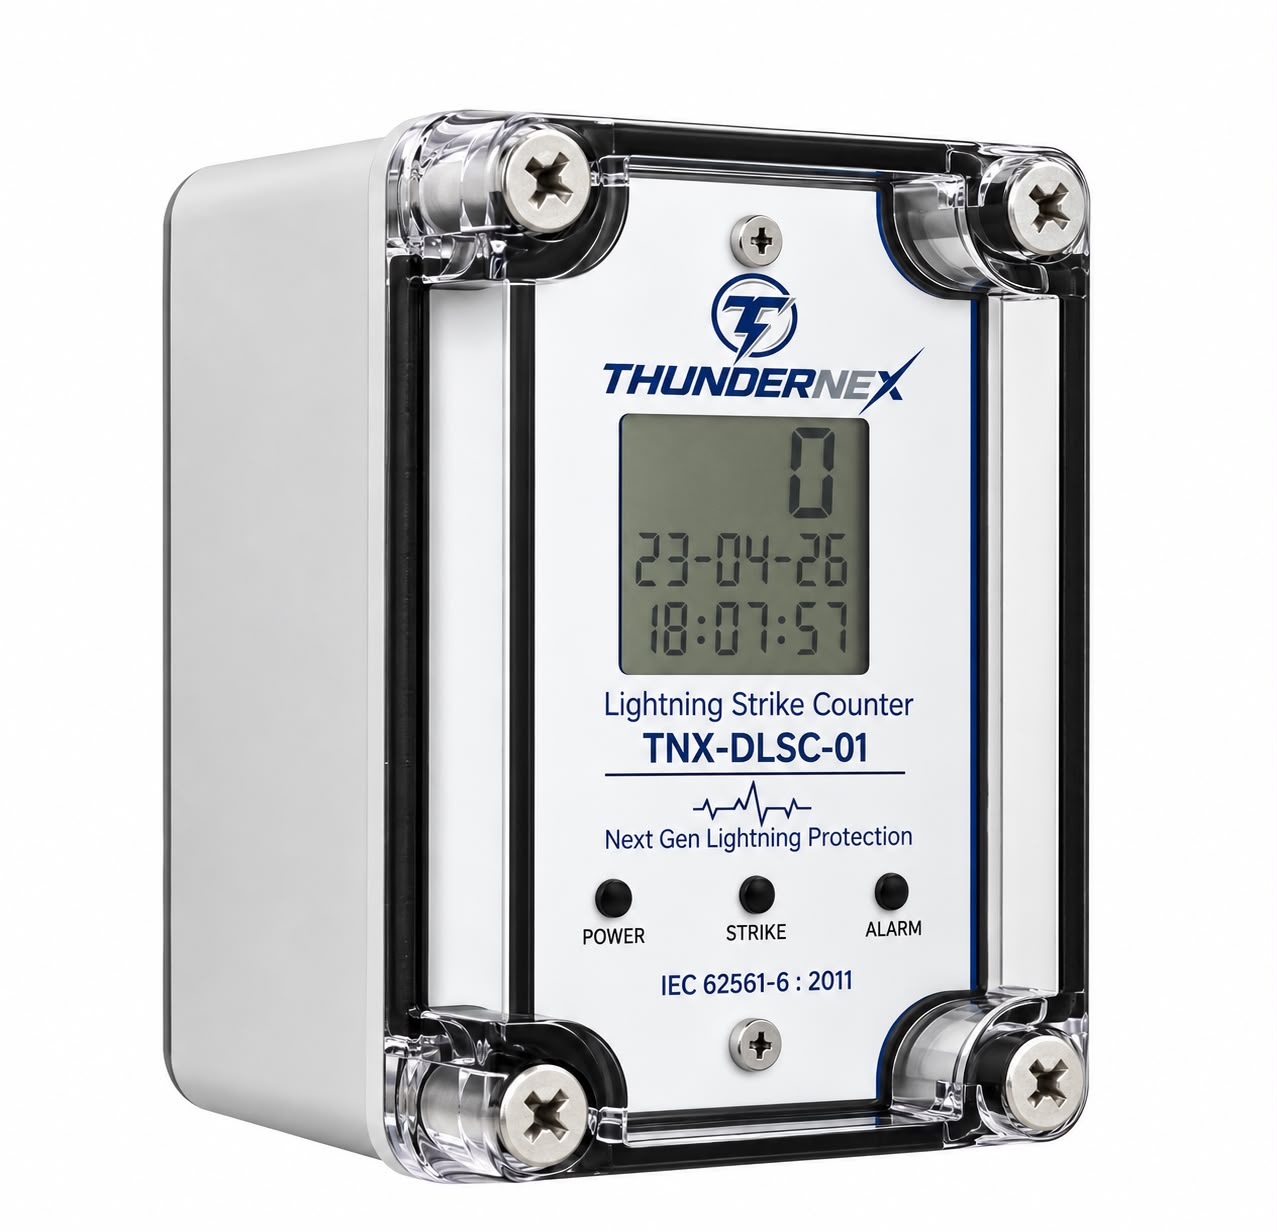 THUNDERNEX
0
23-04-26
18:07:57
Lightning Strike Counter
TNX-DLSC-01
Next Gen Lightning Protection
POWER STRIKE ALARM
IEC 62561-6 : 2011